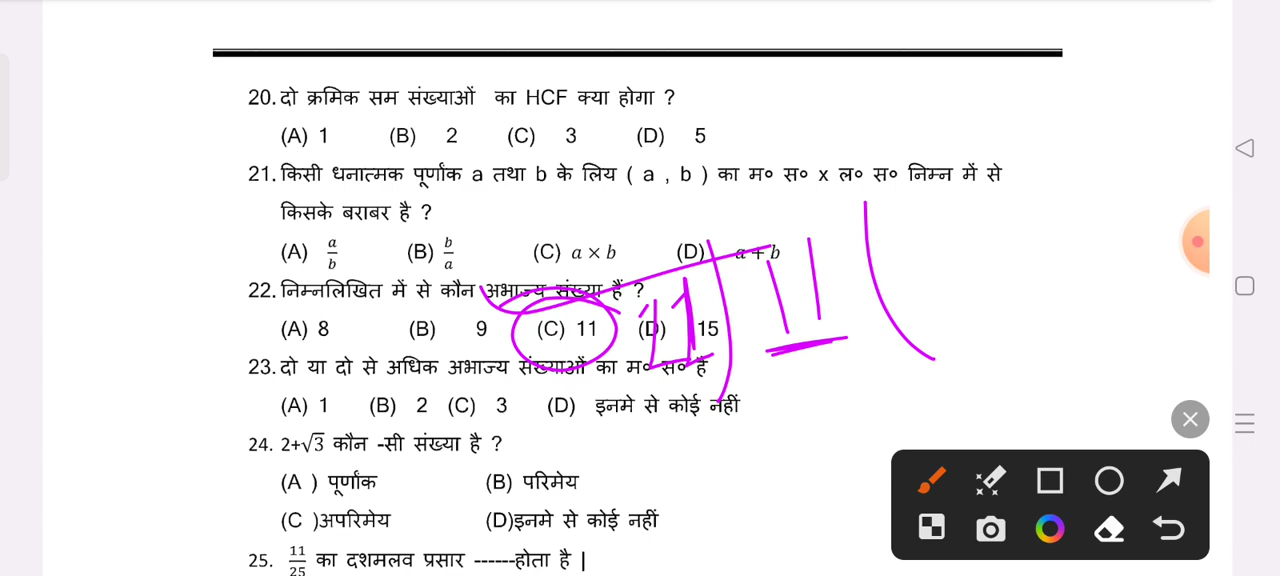 20. दो क्रमिक सम संख्याओं का HCF क्या होगा ?
(A) 1 (B) 2 (C) 3 (D) 5
21. किसी धनात्मक पूर्णांक a तथा b के लिय ( a , b ) का म० स० x ल० स० निम्न में से
किसके बराबर है ?
(A) a/b (B) b/a (C) a × b (D) a + b
22. निम्नलिखित में से कौन अभाज्य संख्या हैं ?
(A) 8 (B) 9 (C) 11 (D) 15
11) 11 (
23. दो या दो से अधिक अभाज्य संख्याओं का म० स० है
(A) 1 (B) 2 (C) 3 (D) इनमे से कोई नहीं
24. 2+√3 कौन -सी संख्या है ?
(A ) पूर्णांक (B) परिमेय
(C )अपरिमेय (D)इनमे से कोई नहीं
25. 11/25 का दशमलव प्रसार ------होता है |